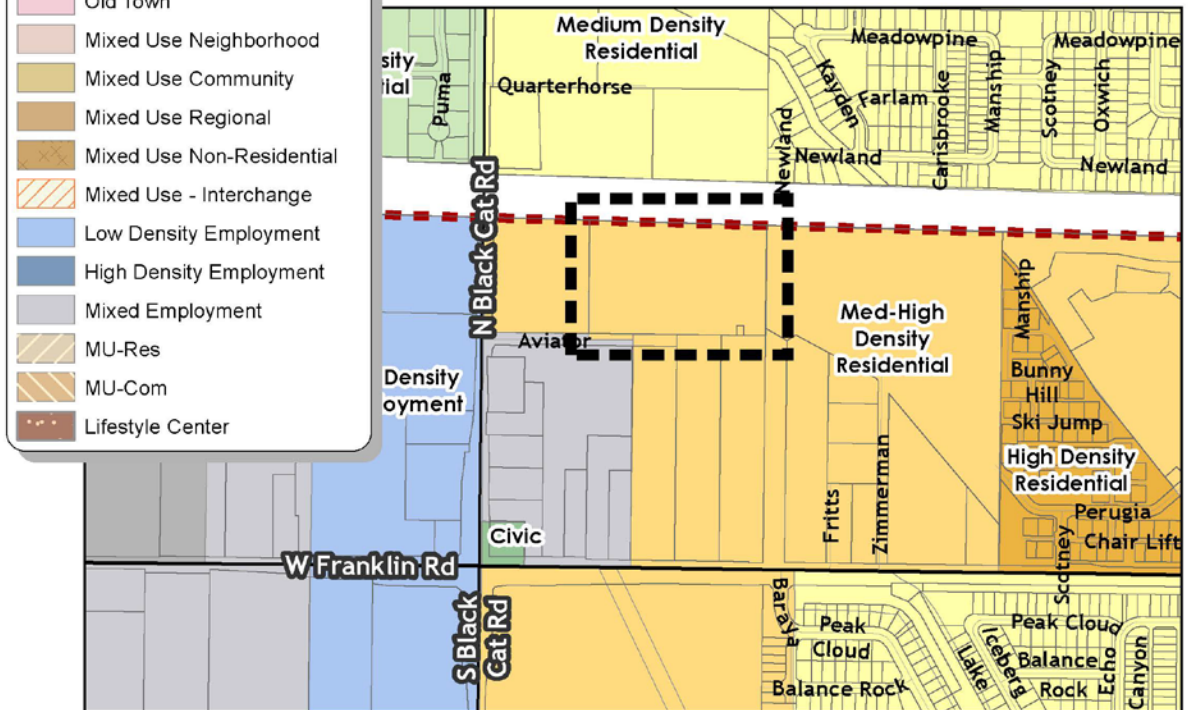 Old Town
Mixed Use Neighborhood
Mixed Use Community
Mixed Use Regional
Mixed Use Non-Residential
Mixed Use - Interchange
Low Density Employment
High Density Employment
Mixed Employment
MU-Res
MU-Com
Lifestyle Center
sity
ial
Puma
Medium Density
Residential
Quarterhorse
Meadowpine
Meadowpine
Kayden
Farlam
Carisbrooke
Manship
Scotney
Oxwich
Newland
Newland
Newland
N Black Cat Rd
Aviator
Med-High
Density
Residential
Manship
Bunny
Hill
Ski Jump
High Density
Residential
Perugia
Chair Lift
Scotney
Fritts
Zimmerman
Density
oyment
Civic
W Franklin Rd
S Black
Cat Rd
Baraya
Peak
Cloud
Balance Rock
Lake
Iceberg
Peak Cloud
Balance
Rock
Echo
Canyon